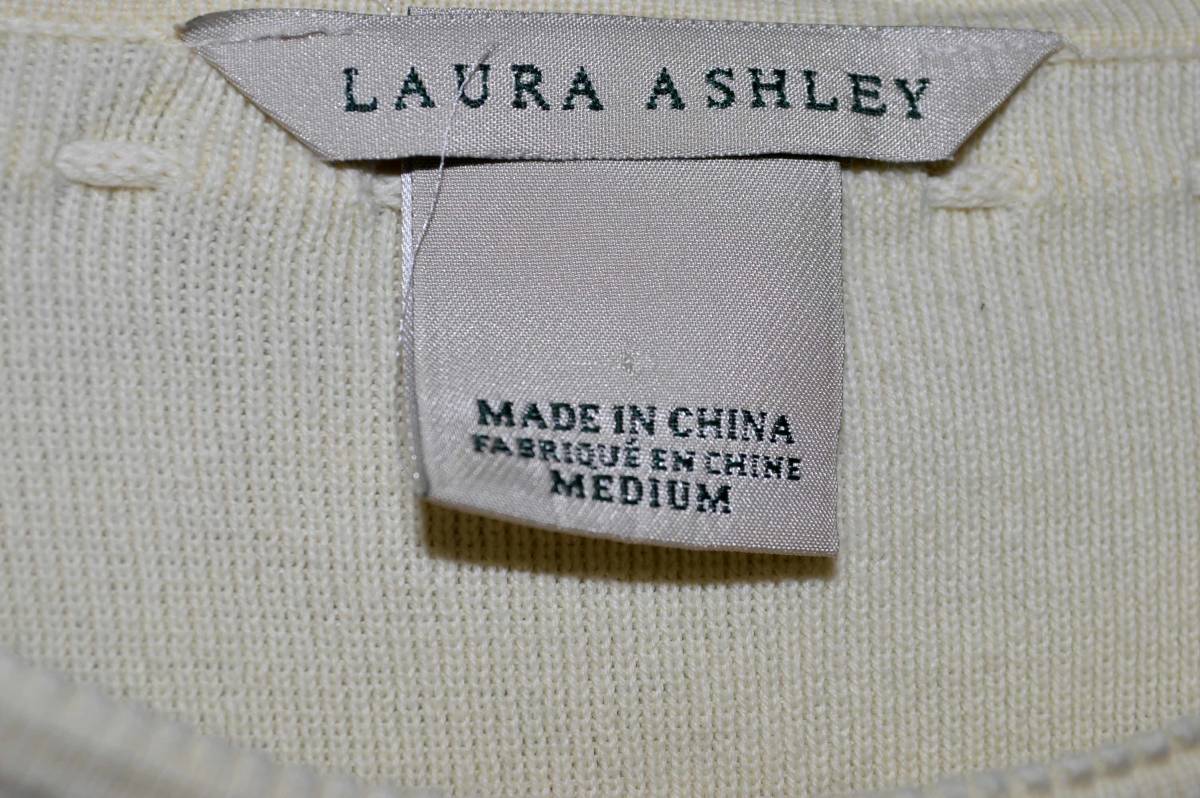 LAURA ASHLEY
MADE IN CHINA
FABRIQUÉ EN CHINE
MEDIUM